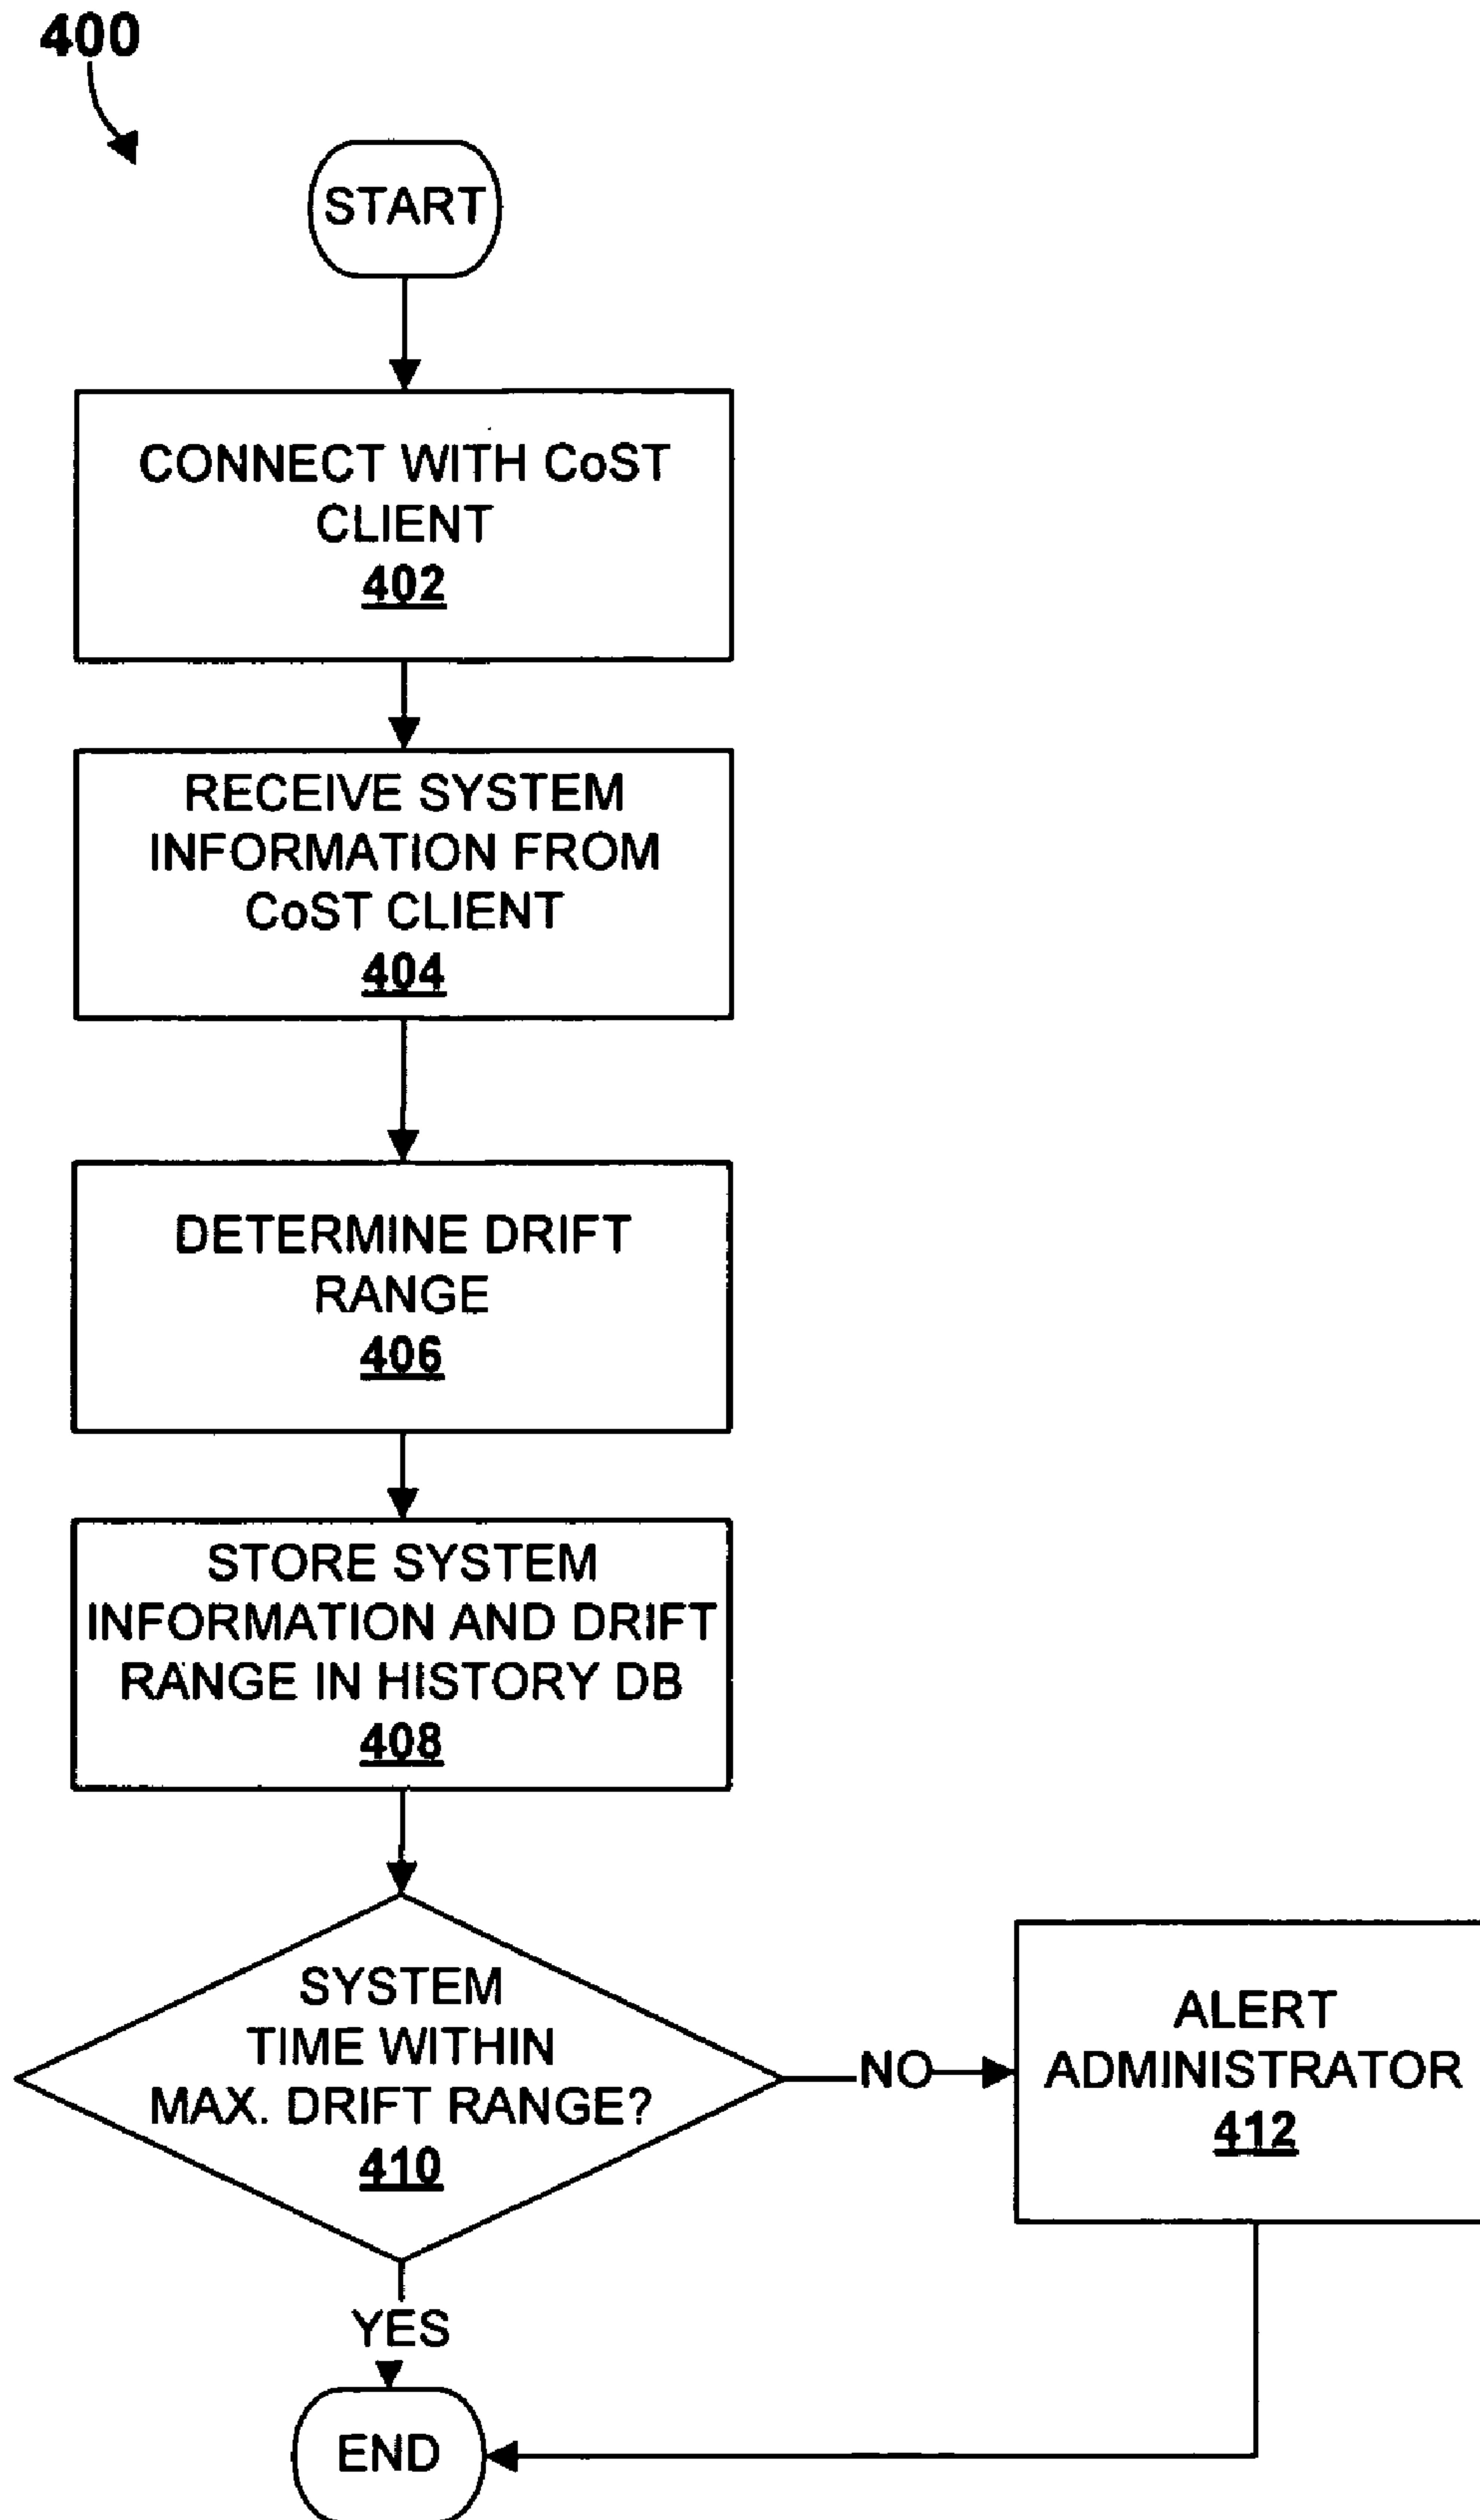 400
START
CONNECT WITH CoST
CLIENT
402
RECEIVE SYSTEM
INFORMATION FROM
CoST CLIENT
404
DETERMINE DRIFT
RANGE
406
STORE SYSTEM
INFORMATION AND DRIFT
RANGE IN HISTORY DB
408
SYSTEM
TIME WITHIN
MAX. DRIFT RANGE?
410
NO
ALERT
ADMINISTRATOR
412
YES
END